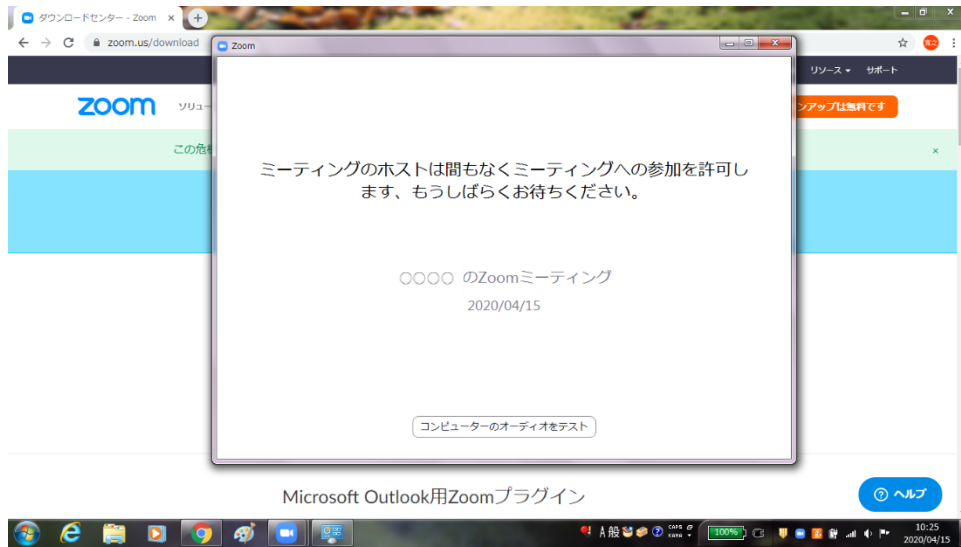 ダウンロードセンター - Zoom
zoom.us/download
Zoom
リソース サポート
zoom
ンアップは無料です
この危
ミーティングのホストは間もなくミーティングへの参加を許可し
ます、もうしばらくお待ちください。
○○○○ のZoomミーティング
2020/04/15
コンピューターのオーディオをテスト
Microsoft Outlook用Zoomプラグイン
ヘルプ
A 般
CAPS
KANA
100%
10:25
2020/04/15